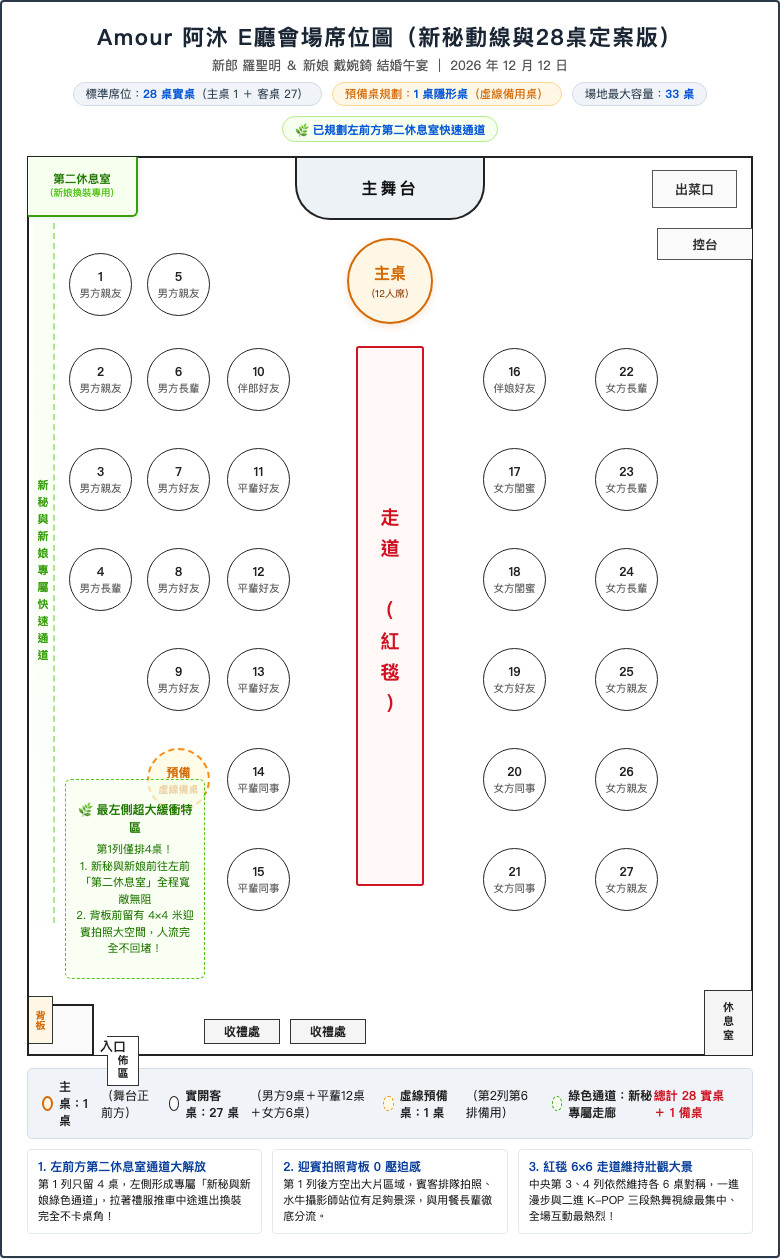 Amour 阿沐 E廳會場席位圖（新秘動線與28桌定案版）
新郎 羅聖明 & 新娘 戴婉錡 結婚午宴 ｜ 2026 年 12 月 12 日
標準席位：28 桌實桌（主桌 1 ＋ 客桌 27）
預備桌規劃：1 桌隱形桌（虛線備用桌）
場地最大容量：33 桌
🌿 已規劃左前方第二休息室快速通道
第二休息室
(新娘換裝專用)
主舞台
出菜口
控台
主桌
(12人席)
1
男方親友
5
男方親友
2
男方親友
6
男方長輩
10
伴郎好友
16
伴娘好友
22
女方長輩
3
男方親友
7
男方好友
11
平輩好友
17
女方閨蜜
23
女方長輩
4
男方長輩
8
男方好友
12
平輩好友
18
女方閨蜜
24
女方長輩
9
男方好友
13
平輩好友
19
女方好友
25
女方親友
預備
虛線備桌
14
平輩同事
20
女方同事
26
女方親友
15
平輩同事
21
女方同事
27
女方親友
新秘與新娘專屬快速通道
走道（紅毯）
🌿 最左側超大緩衝特
區
第1列僅排4桌！
1. 新秘與新娘前往左前
「第二休息室」全程寬
敞無阻
2. 背板前留有 4×4 米迎
賓拍照大空間，人流完
全不回堵！
背板
入口
佈區
收禮處
收禮處
休息室
主
桌：1
桌
（舞台正
前方）
實開客
桌：27 桌
（男方9桌＋平輩12桌
＋女方6桌）
虛線預備
桌：1 桌
（第2列第6
排備用）
綠色通道：新秘
專屬走廊
總計 28 實桌
＋ 1 備桌
1. 左前方第二休息室通道大解放
第 1 列只留 4 桌，左側形成專屬「新秘與新
娘綠色通道」，拉著禮服推車中途進出換裝
完全不卡桌角！
2. 迎賓拍照背板 0 壓迫感
第 1 列後方空出大片區域，賓客排隊拍照、
水牛攝影師站位有足夠景深，與用餐長輩徹
底分流。
3. 紅毯 6×6 走道維持壯觀大景
中央第 3、4 列依然維持各 6 桌對稱，一進
漫步與二進 K-POP 三段熱舞視線最集中、
全場互動最熱烈！